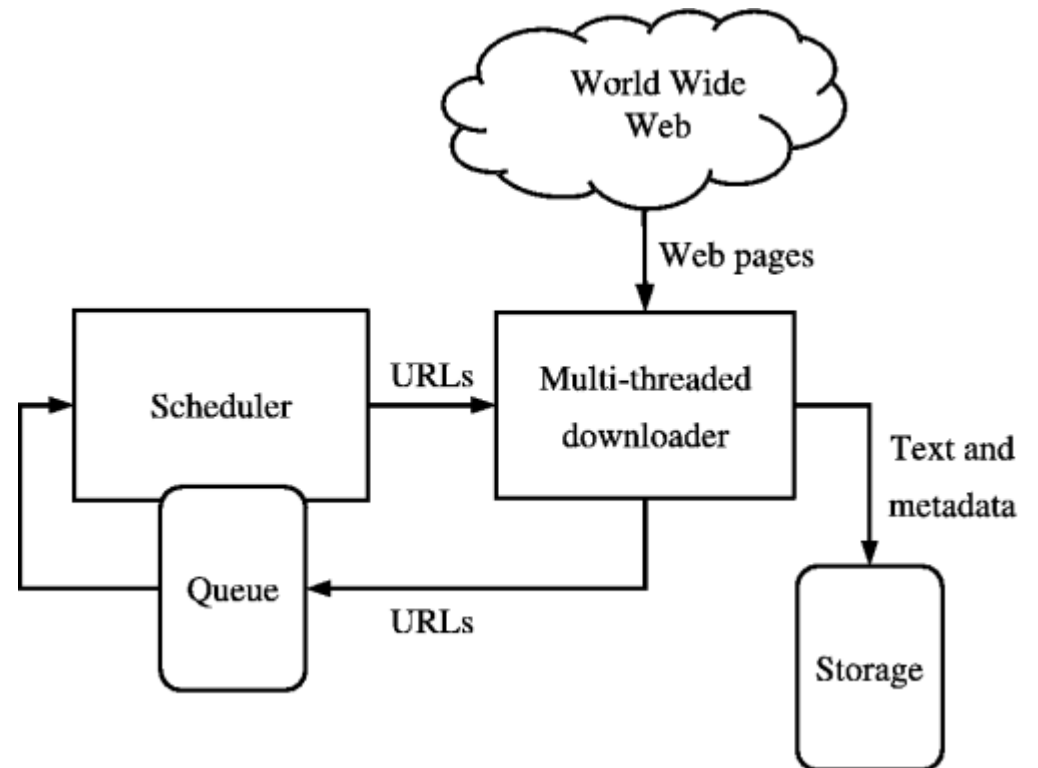 World Wide
Web
Web pages
URLs
Scheduler
Multi-threaded
downloader
Text and
metadata
Queue
URLs
Storage